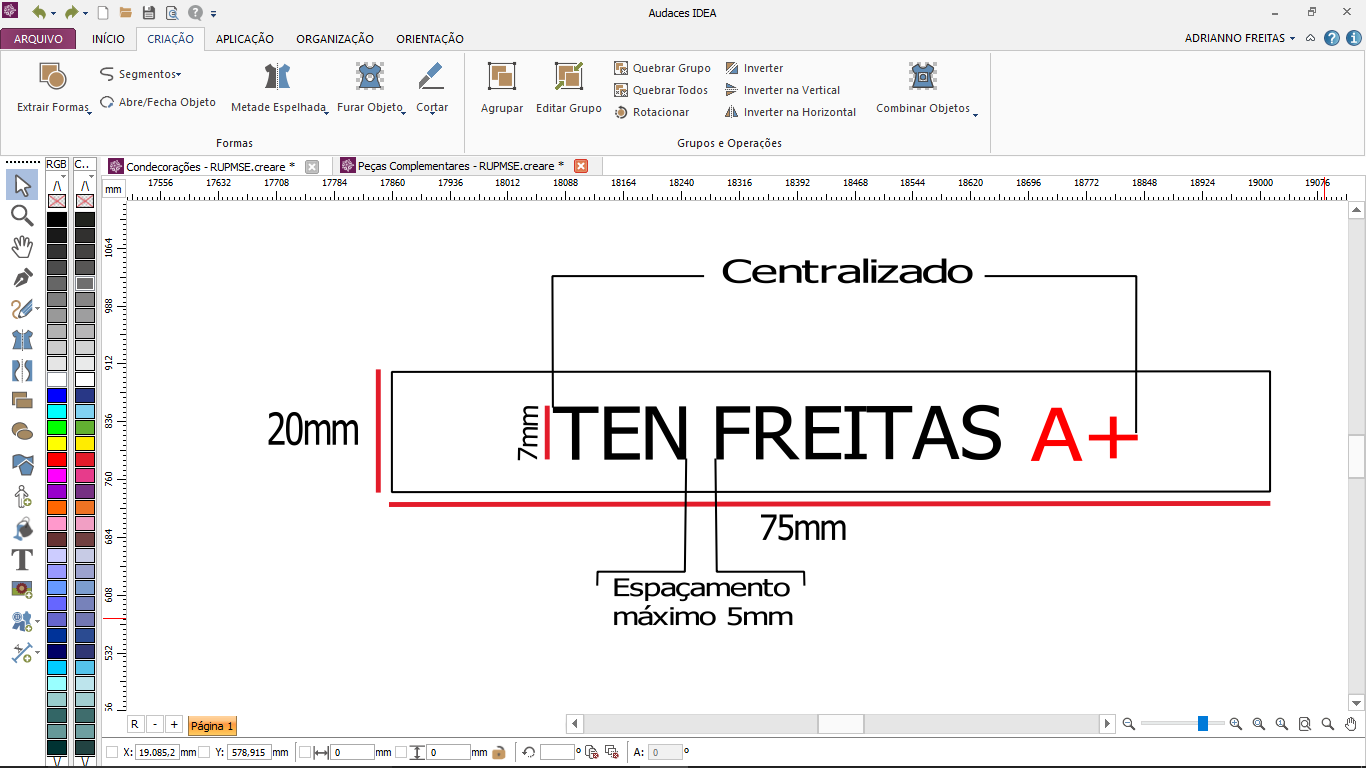 Audaces IDEA
ARQUIVO INÍCIO CRIAÇÃO APLICAÇÃO ORGANIZAÇÃO ORIENTAÇÃO ADRIANNO FREITAS
Extrair Formas
Segmentos
Abre/Fecha Objeto
Metade Espelhada
Furar Objeto
Cortar
Formas
Agrupar
Editar Grupo
Quebrar Grupo
Quebrar Todos
Rotacionar
Inverter
Inverter na Vertical
Inverter na Horizontal
Combinar Objetos
Grupos e Operações
RGB C..
Condecorações - RUPMSE.creare *
Peças Complementares - RUPMSE.creare *
mm 17556 17632 17708 17784 17860 17936 18012 18088 18164 18240 18316 18392 18468 18544 18620 18696 18772 18848 18924 19000 19076
1064
988
912
836
760
684
608
532
56
Centralizado
20mm
7mm
TEN FREITAS A+
75mm
Espaçamento
máximo 5mm
R - + Página 1
X: 19.085,2 mm Y: 578,915 mm 0 mm 0 mm º A: 0 º